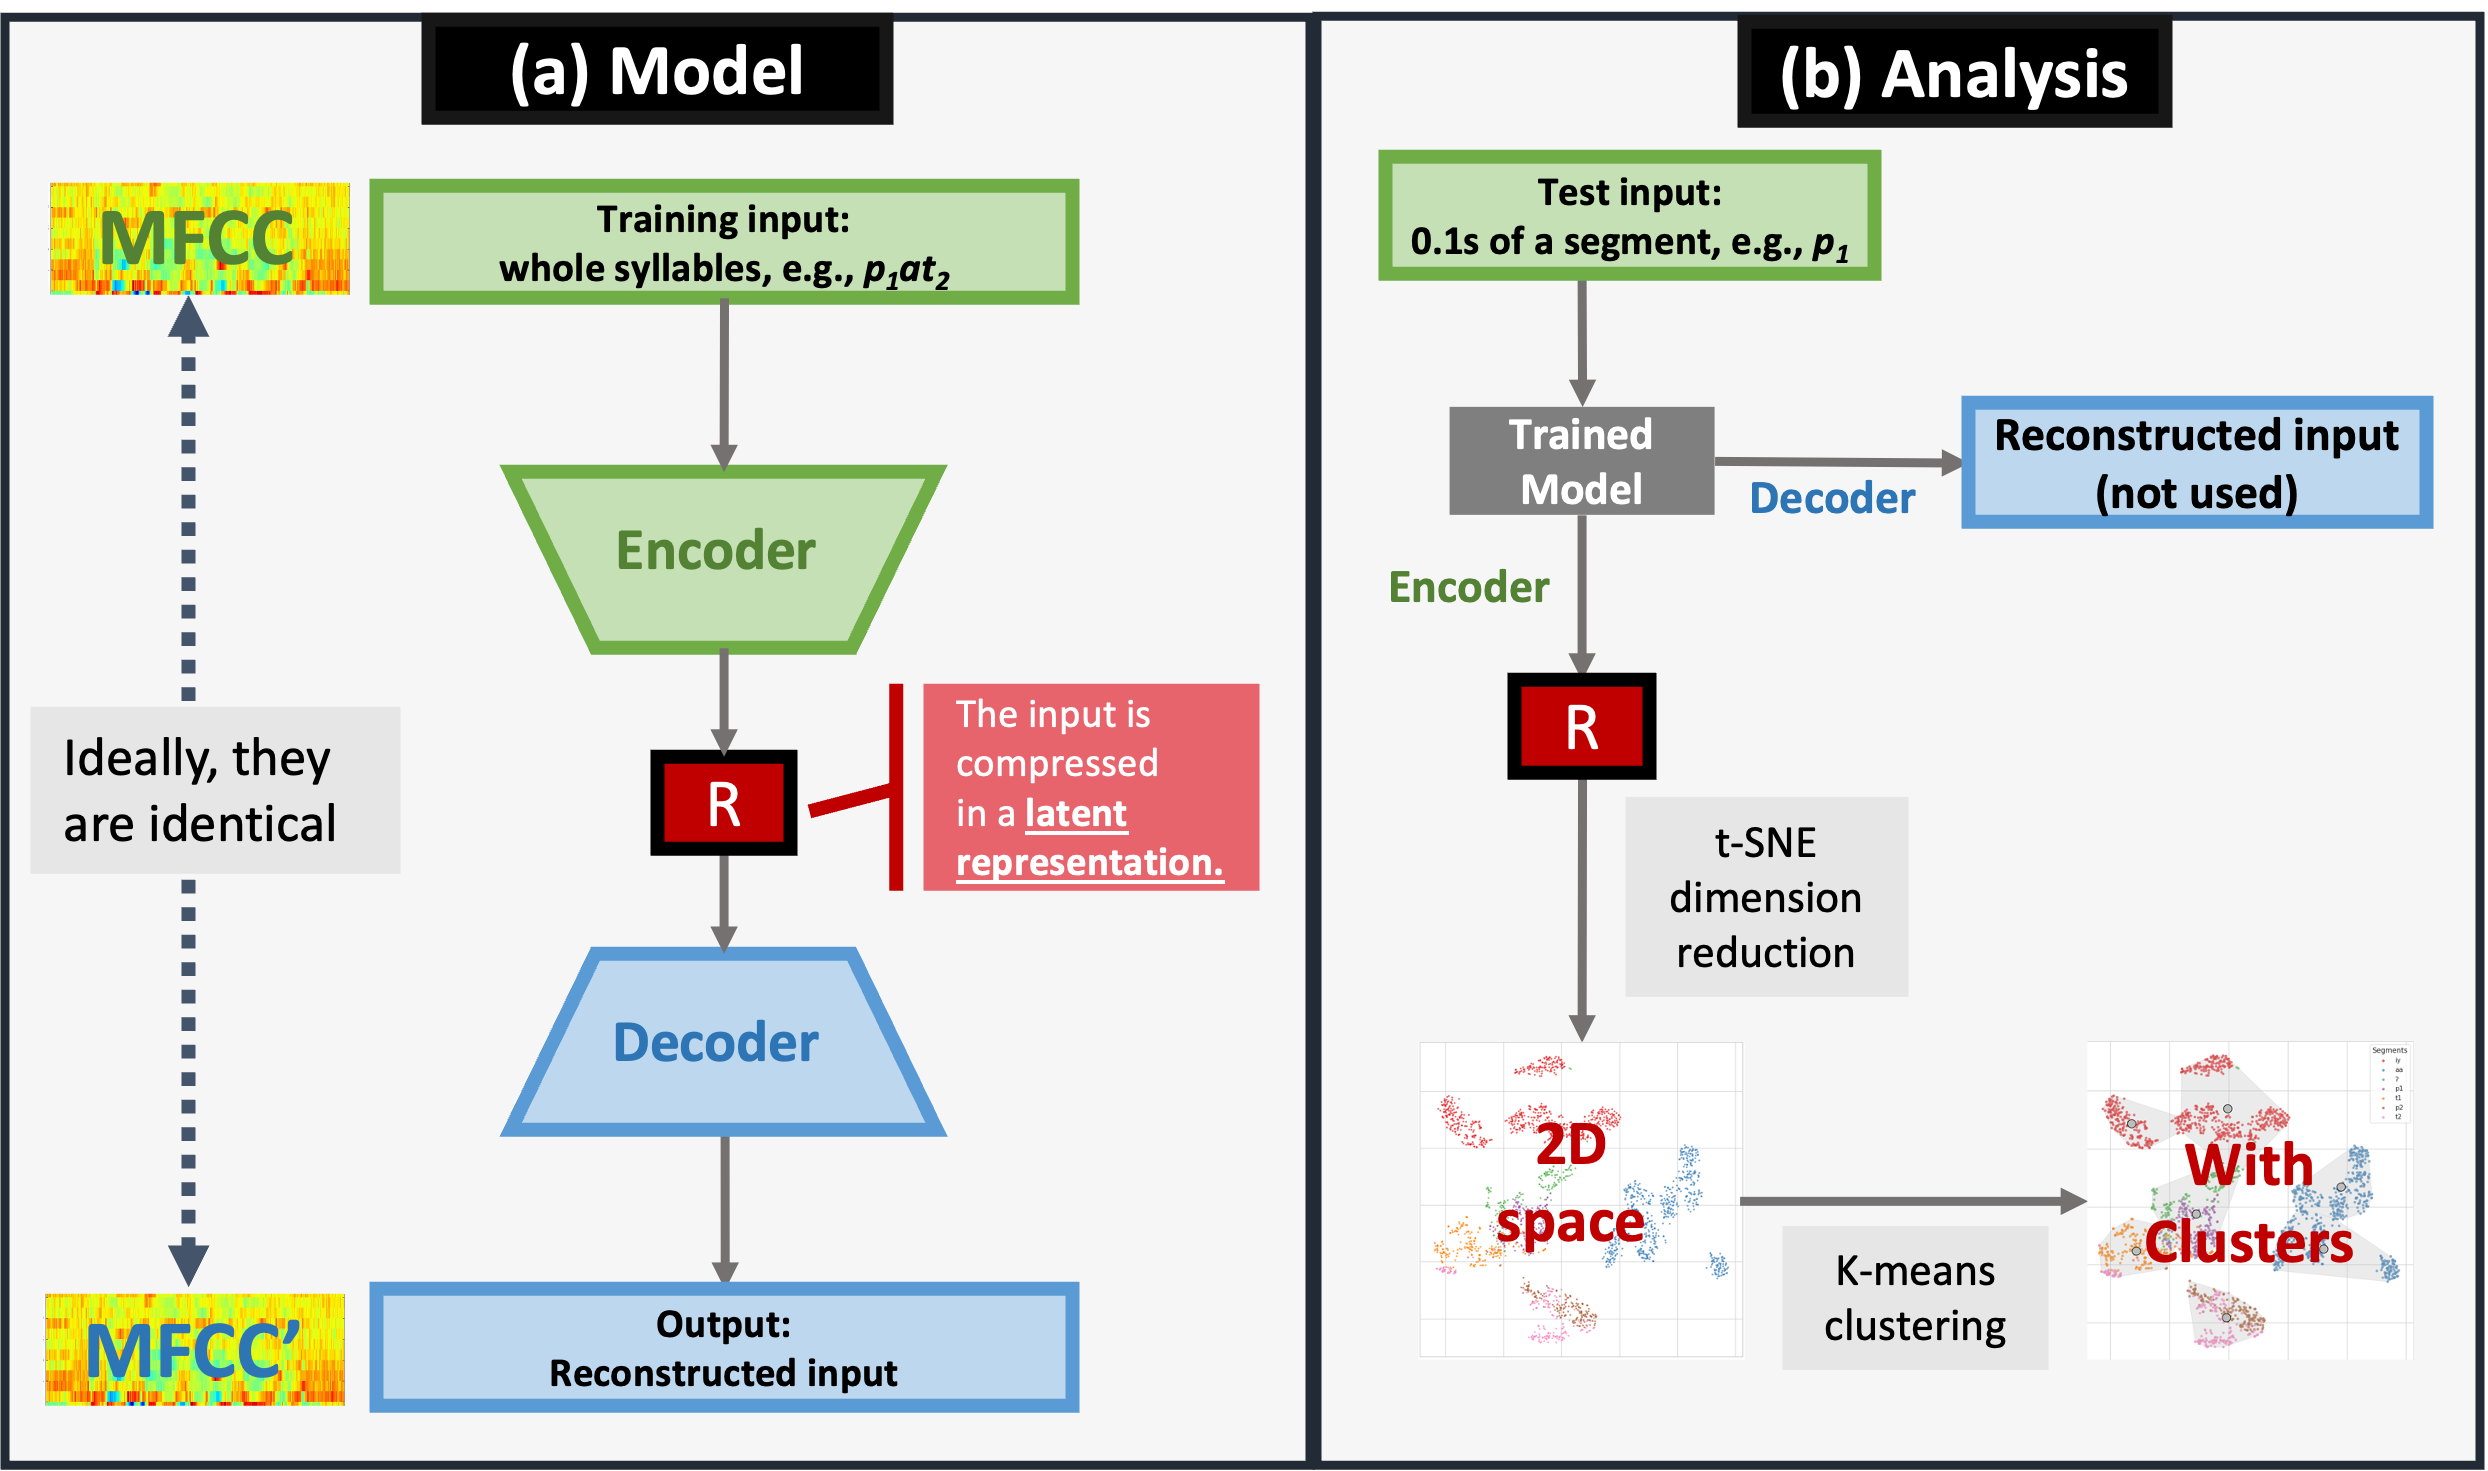 (a) Model
MFCC
Training input:
whole syllables, e.g., p1at2
Encoder
R
The input is
compressed
in a latent
representation.
Ideally, they
are identical
Decoder
MFCC’
Output:
Reconstructed input
(b) Analysis
Test input:
0.1s of a segment, e.g., p1
Trained
Model
Decoder
Reconstructed input
(not used)
Encoder
R
t-SNE
dimension
reduction
2D
space
K-means
clustering
With
Clusters
Segments
iy
aa
?
p1
t1
p2
t2